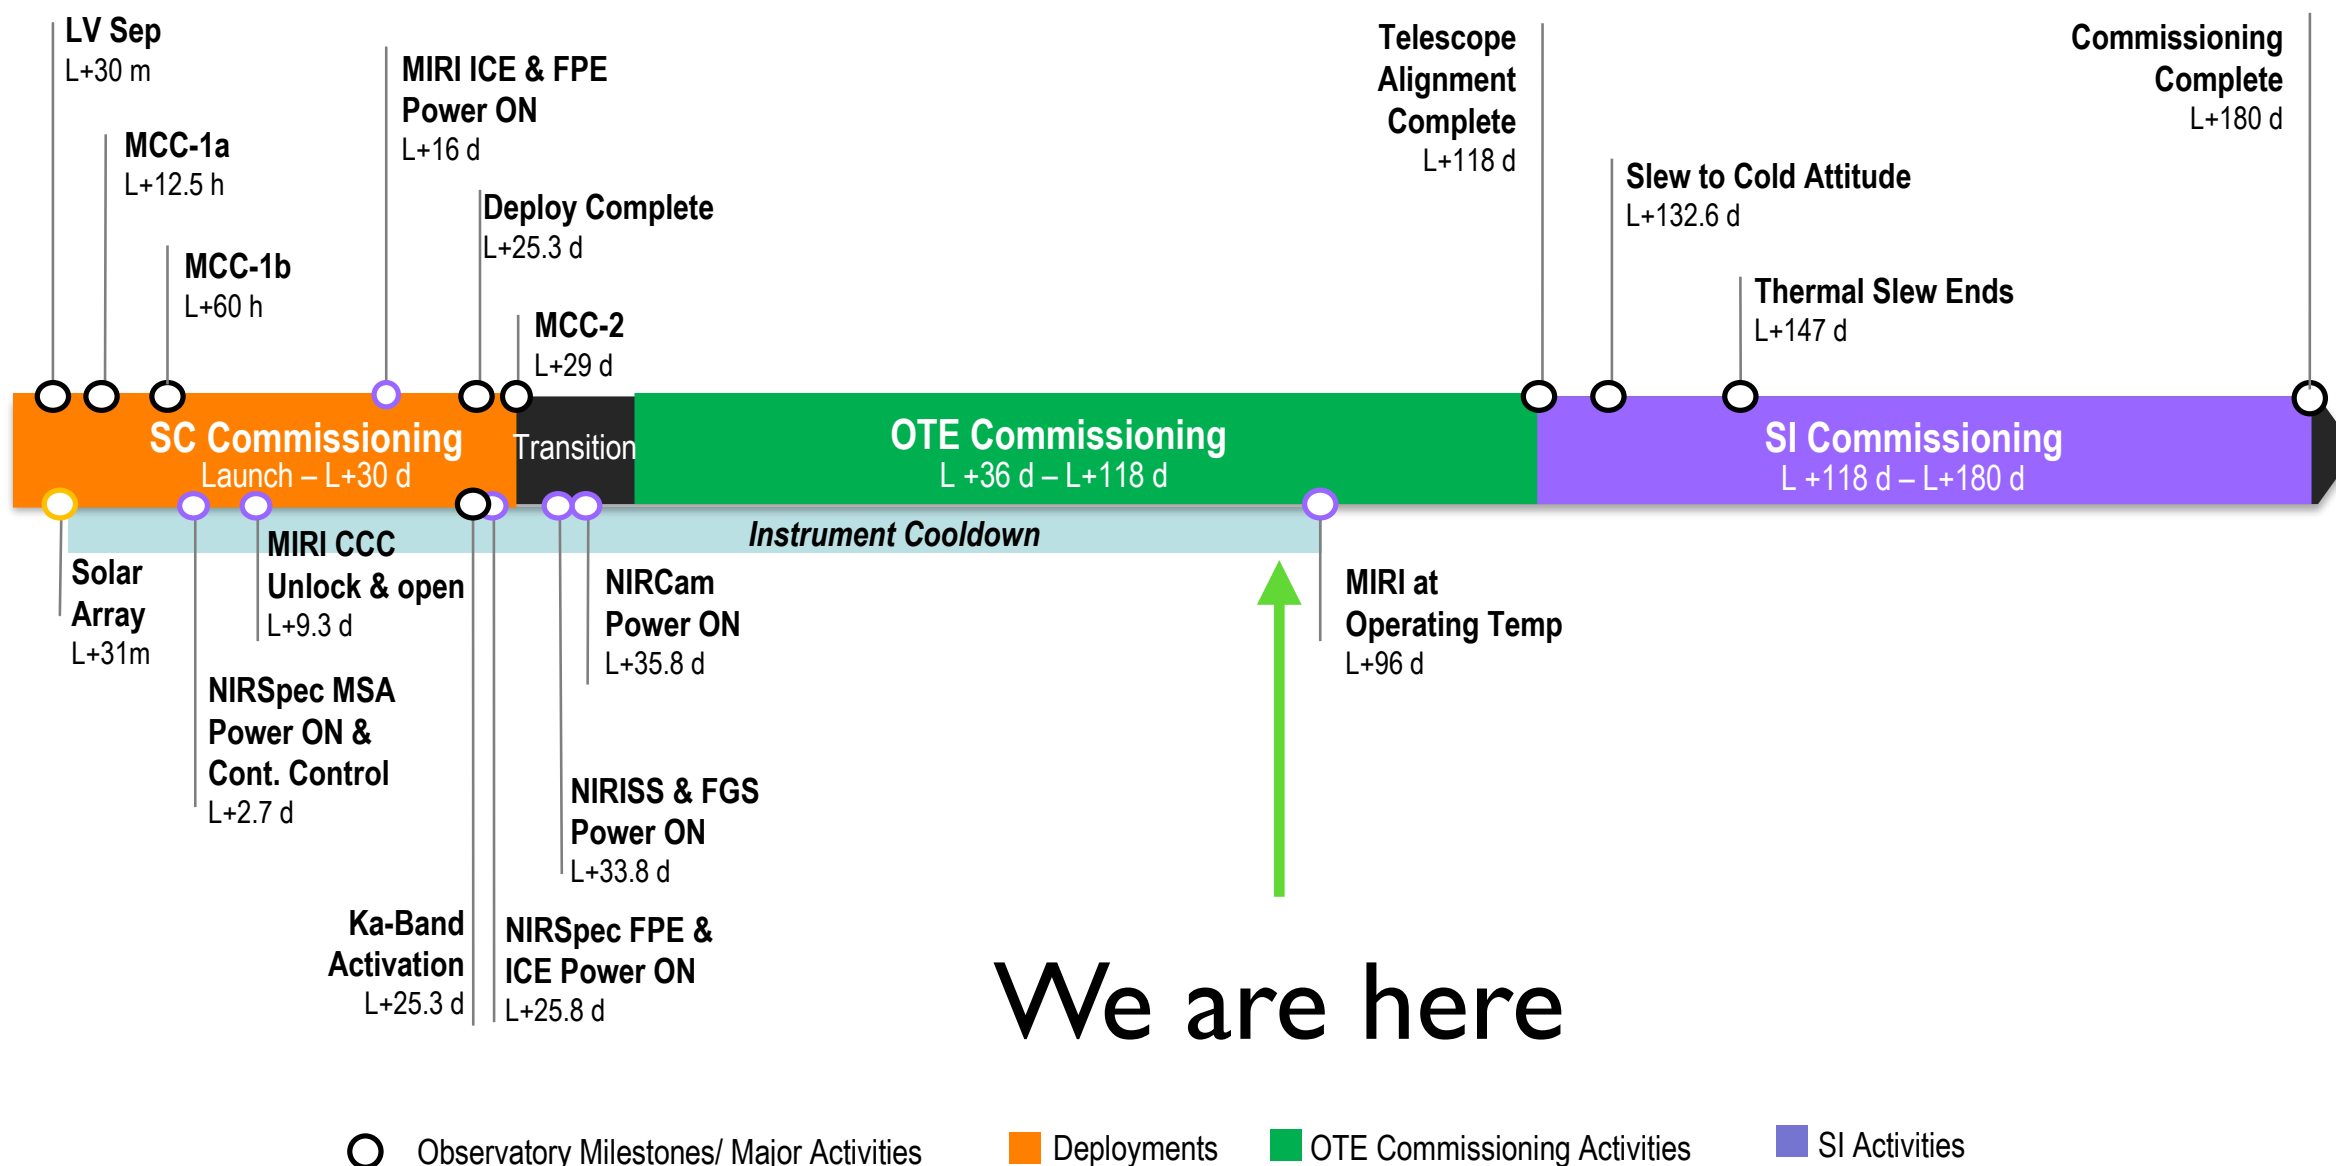 LV Sep
L+30 m
MCC-1a
L+12.5 h
MCC-1b
L+60 h
MIRI ICE & FPE
Power ON
L+16 d
Deploy Complete
L+25.3 d
MCC-2
L+29 d
Telescope
Alignment
Complete
L+118 d
Slew to Cold Attitude
L+132.6 d
Thermal Slew Ends
L+147 d
Commissioning
Complete
L+180 d
SC Commissioning
Launch – L+30 d
Transition
OTE Commissioning
L +36 d – L+118 d
SI Commissioning
L +118 d – L+180 d
Instrument Cooldown
Solar
Array
L+31m
NIRSpec MSA
Power ON &
Cont. Control
L+2.7 d
MIRI CCC
Unlock & open
L+9.3 d
Ka-Band
Activation
L+25.3 d
NIRSpec FPE &
ICE Power ON
L+25.8 d
NIRISS & FGS
Power ON
L+33.8 d
NIRCam
Power ON
L+35.8 d
MIRI at
Operating Temp
L+96 d
We are here
Observatory Milestones/ Major Activities
Deployments
OTE Commissioning Activities
SI Activities